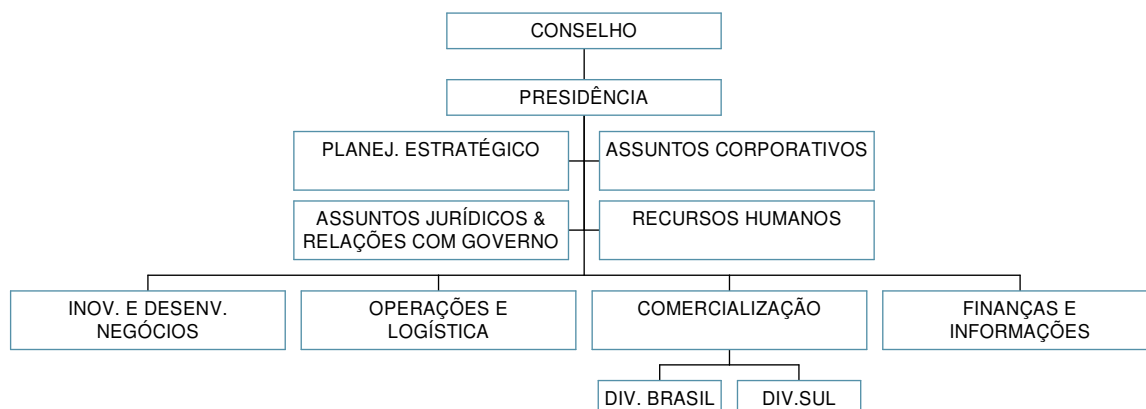 CONSELHO
PRESIDÊNCIA
PLANEJ. ESTRATÉGICO
ASSUNTOS CORPORATIVOS
ASSUNTOS JURÍDICOS &
RELAÇÕES COM GOVERNO
RECURSOS HUMANOS
INOV. E DESENV.
NEGÓCIOS
OPERAÇÕES E
LOGÍSTICA
COMERCIALIZAÇÃO
FINANÇAS E
INFORMAÇÕES
DIV. BRASIL
DIV.SUL